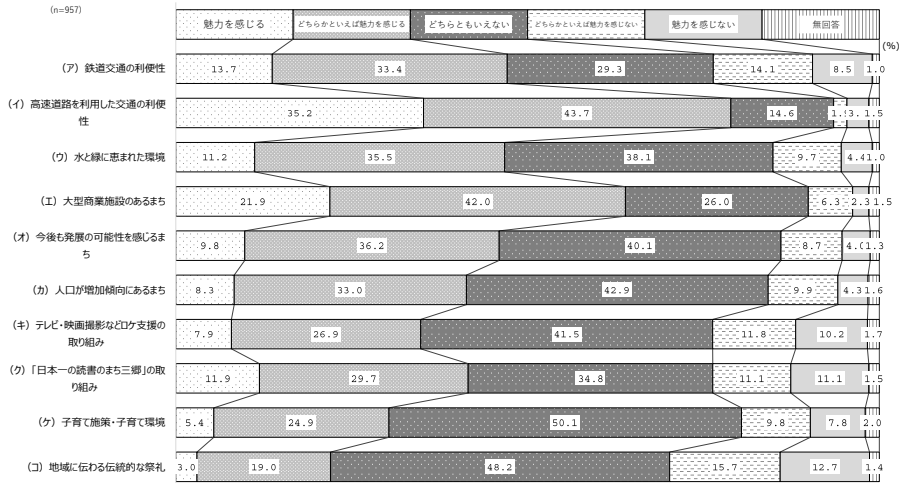 (n=957)
魅力を感じる どちらかといえば魅力を感じる どちらともいえない どちらかといえば魅力を感じない 魅力を感じない 無回答
(%)
(ア) 鉄道交通の利便性 13.7 33.4 29.3 14.1 8.5 1.0
(イ) 高速道路を利用した交通の利便
性
35.2 43.7 14.6 1.5
(ウ) 水と緑に恵まれた環境 11.2 35.5 38.1 9.7 4.4 1.0
(エ) 大型商業施設のあるまち 21.9 42.0 26.0 6.3 2.3 1.5
(オ) 今後も発展の可能性を感じるま
ち
9.8 36.2 40.1 8.7 4.0 1.3
(カ) 人口が増加傾向にあるまち 8.3 33.0 42.9 9.9 4.3 1.6
(キ) テレビ・映画撮影などロケ支援の
取り組み
7.9 26.9 41.5 11.8 10.2 1.7
(ク) 「日本一の読書のまち三郷」の取
り組み
11.9 29.7 34.8 11.1 11.1 1.5
(ケ) 子育て施策・子育て環境 5.4 24.9 50.1 9.8 7.8 2.0
(コ) 地域に伝わる伝統的な祭礼 3.0 19.0 48.2 15.7 12.7 1.4